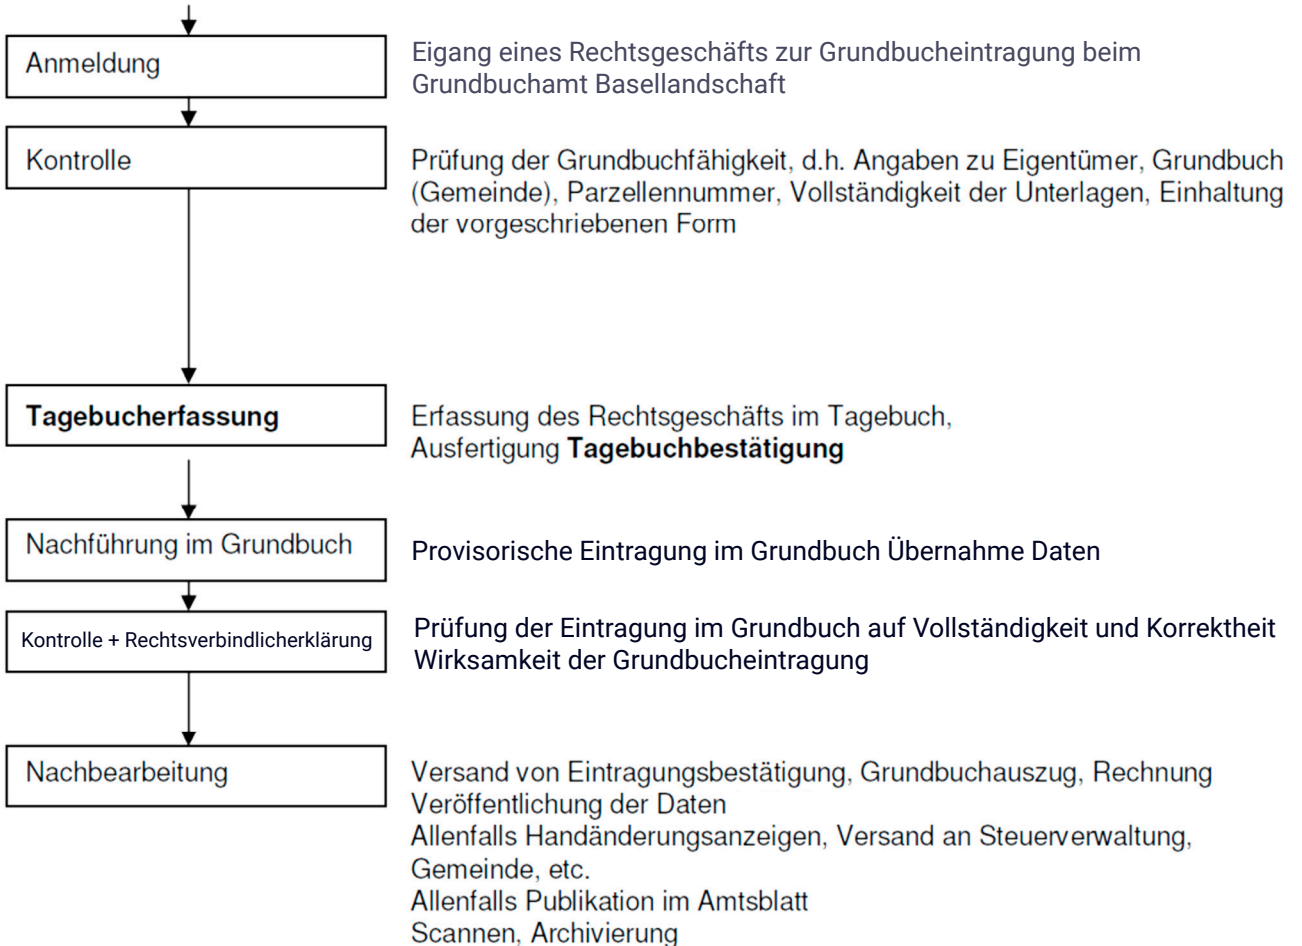 Anmeldung
Eigang eines Rechtsgeschäfts zur Grundbucheintragung beim
Grundbuchamt Basellandschaft
Kontrolle
Prüfung der Grundbuchfähigkeit, d.h. Angaben zu Eigentümer, Grundbuch
(Gemeinde), Parzellennummer, Vollständigkeit der Unterlagen, Einhaltung
der vorgeschriebenen Form
Tagebucherfassung
Erfassung des Rechtsgeschäfts im Tagebuch,
Ausfertigung Tagebuchbestätigung
Nachführung im Grundbuch
Provisorische Eintragung im Grundbuch Übernahme Daten
Kontrolle + Rechtsverbindlicherklärung
Prüfung der Eintragung im Grundbuch auf Vollständigkeit und Korrektheit
Wirksamkeit der Grundbucheintragung
Nachbearbeitung
Versand von Eintragungsbestätigung, Grundbuchauszug, Rechnung
Veröffentlichung der Daten
Allenfalls Handänderungsanzeigen, Versand an Steuerverwaltung,
Gemeinde, etc.
Allenfalls Publikation im Amtsblatt
Scannen, Archivierung